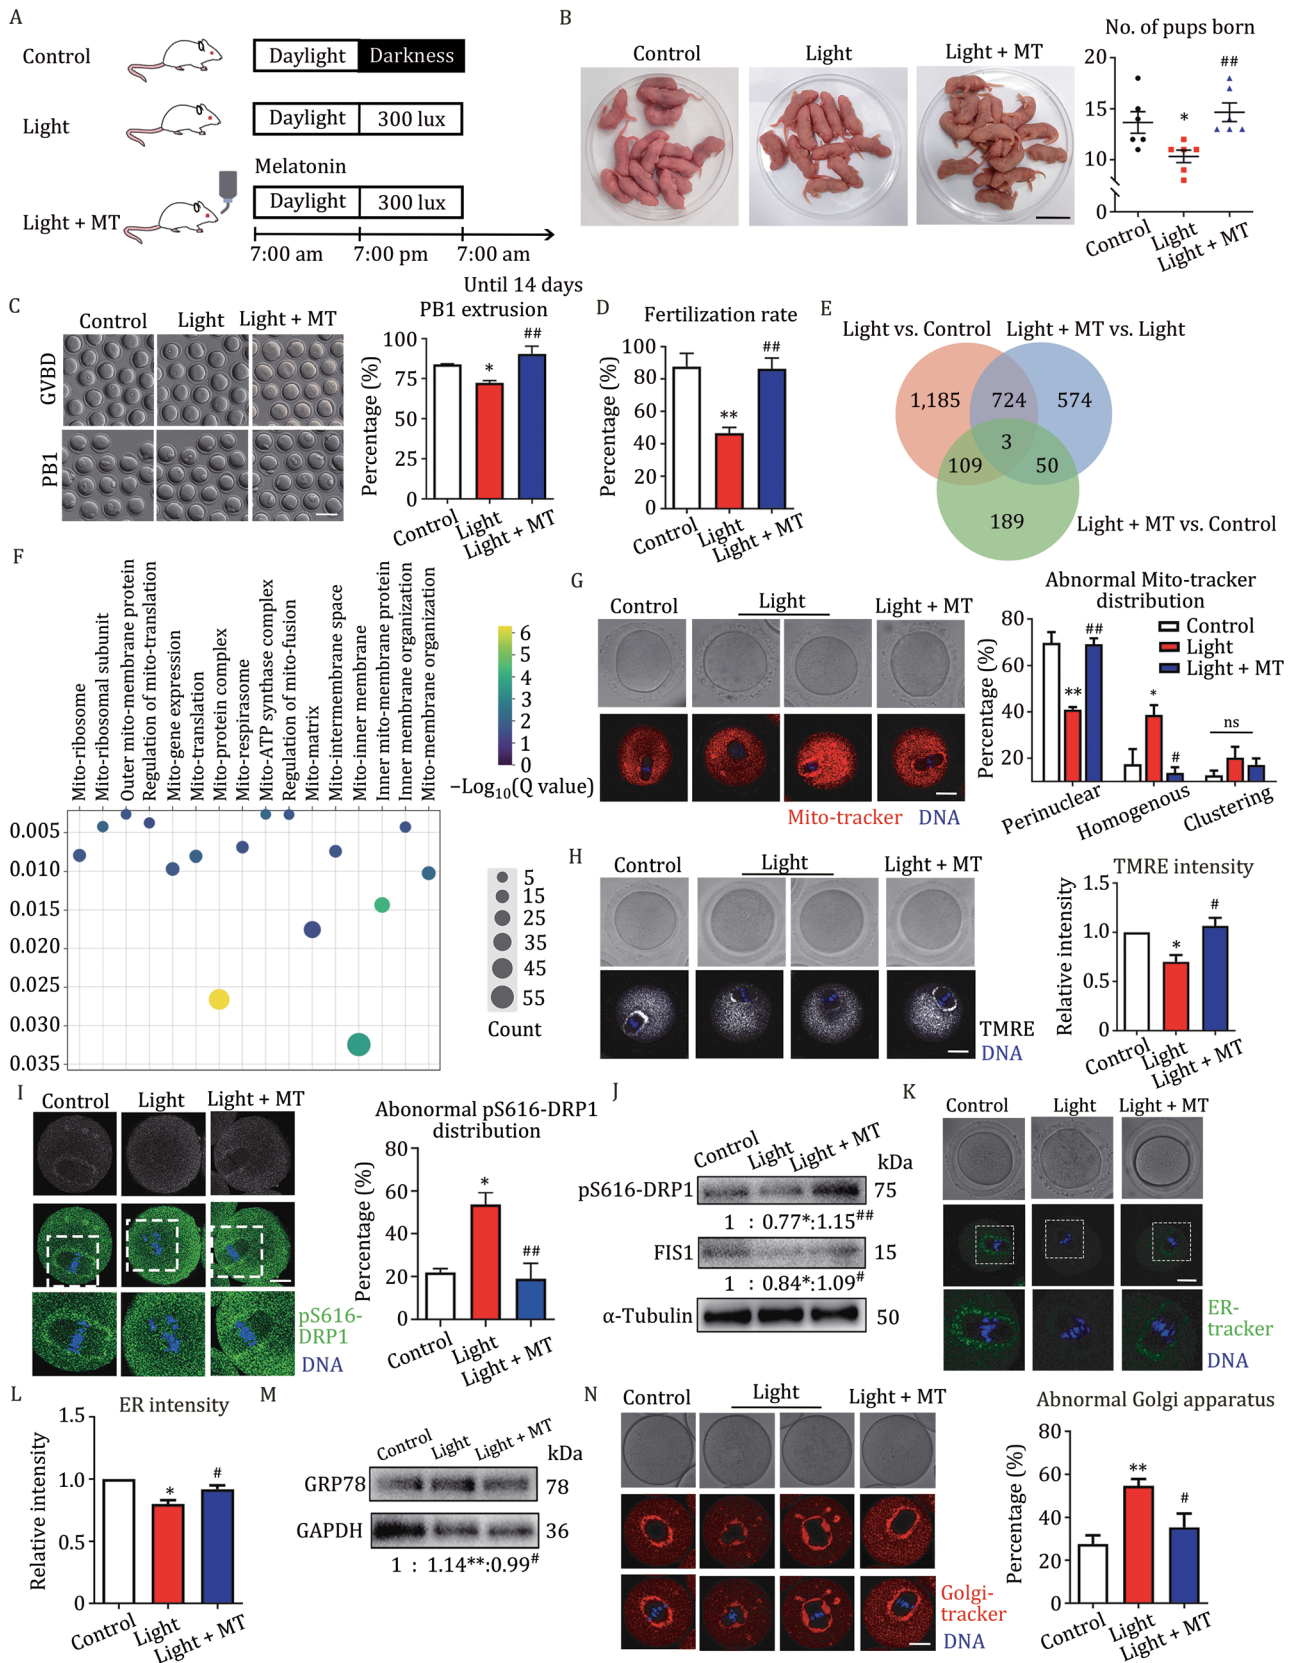 A
Control
Daylight
Darkness
Light
Daylight
300 lux
Melatonin
Light + MT
Daylight
300 lux
7:00 am
7:00 pm
7:00 am
Until 14 days
B
Control
Light
Light + MT
No. of pups born
20
15
10
0
*
##
Control
Light
Light + MT
C
Control
Light
Light + MT
GVBD
PB1
PB1 extrusion
Percentage (%)
100
75
50
25
0
*
##
Control
Light
Light + MT
D
Fertilization rate
Percentage (%)
100
80
60
40
80
20
0
**
##
Control
Light
Light + MT
E
Light vs. Control
Light + MT vs. Light
1,185
724
574
3
109
50
189
Light + MT vs. Control
F
Mito-ribosome
Mito-ribosomal subunit
Outer mito-membrane protein
Regulation of mito-translation
Mito-gene expression
Mito-translation
Mito-protein complex
Mito-respirasome
Mito-ATP synthase complex
Regulation of mito-fusion
Mito-matrix
Mito-intermembrane space
Mito-inner membrane
Inner mito-membrane protein
Inner membrane organization
Mito-membrane organization
6
5
4
3
2
1
0
−Log10(Q value)
0.005
0.010
0.015
0.020
0.025
0.030
0.035
5
15
25
35
45
55
Count
G
Control
Light
Light + MT
Mito-tracker
DNA
Abnormal Mito-tracker
distribution
Percentage (%)
80
60
40
20
Control
Light
Light + MT
**
##
*
#
ns
Perinuclear
Homogenous
Clustering
H
Control
Light
Light + MT
TMRE
DNA
TMRE intensity
Relative intensity
1.5
1.0
0.5
0
*
#
Control
Light
Light + MT
I
Control
Light
Light + MT
pS616-
DRP1
DNA
Abonormal pS616-DRP1
distribution
Percentage (%)
80
60
40
20
0
*
##
Control
Light
Light + MT
J
Control
Light
Light + MT
kDa
pS616-DRP1
75
1 : 0.77*:1.15##
FIS1
15
1 : 0.84*:1.09#
α-Tubulin
50
K
Control
Light
Light + MT
ER-
tracker
DNA
L
ER intensity
Relative intensity
1.5
1.0
0.5
0
*
#
Control
Light
Light + MT
M
Control
Light
Light + MT
kDa
GRP78
78
GAPDH
36
1 : 1.14**:0.99#
N
Control
Light
Light + MT
Golgi-
tracker
DNA
Abnormal Golgi apparatus
Percentage (%)
80
60
40
20
0
**
#
Control
Light
Light + MT